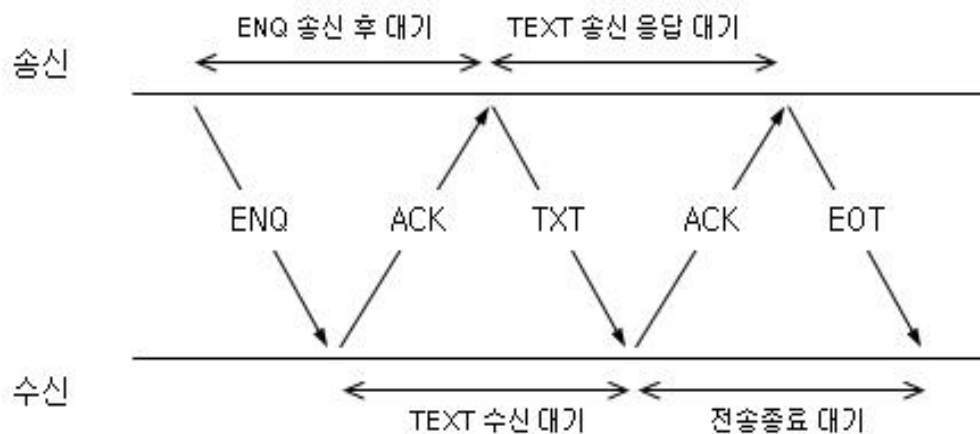 ENQ 송신 후 대기 TEXT 송신 응답 대기
송신
ENQ ACK TXT ACK EOT
수신
TEXT 수신 대기 전송종료 대기